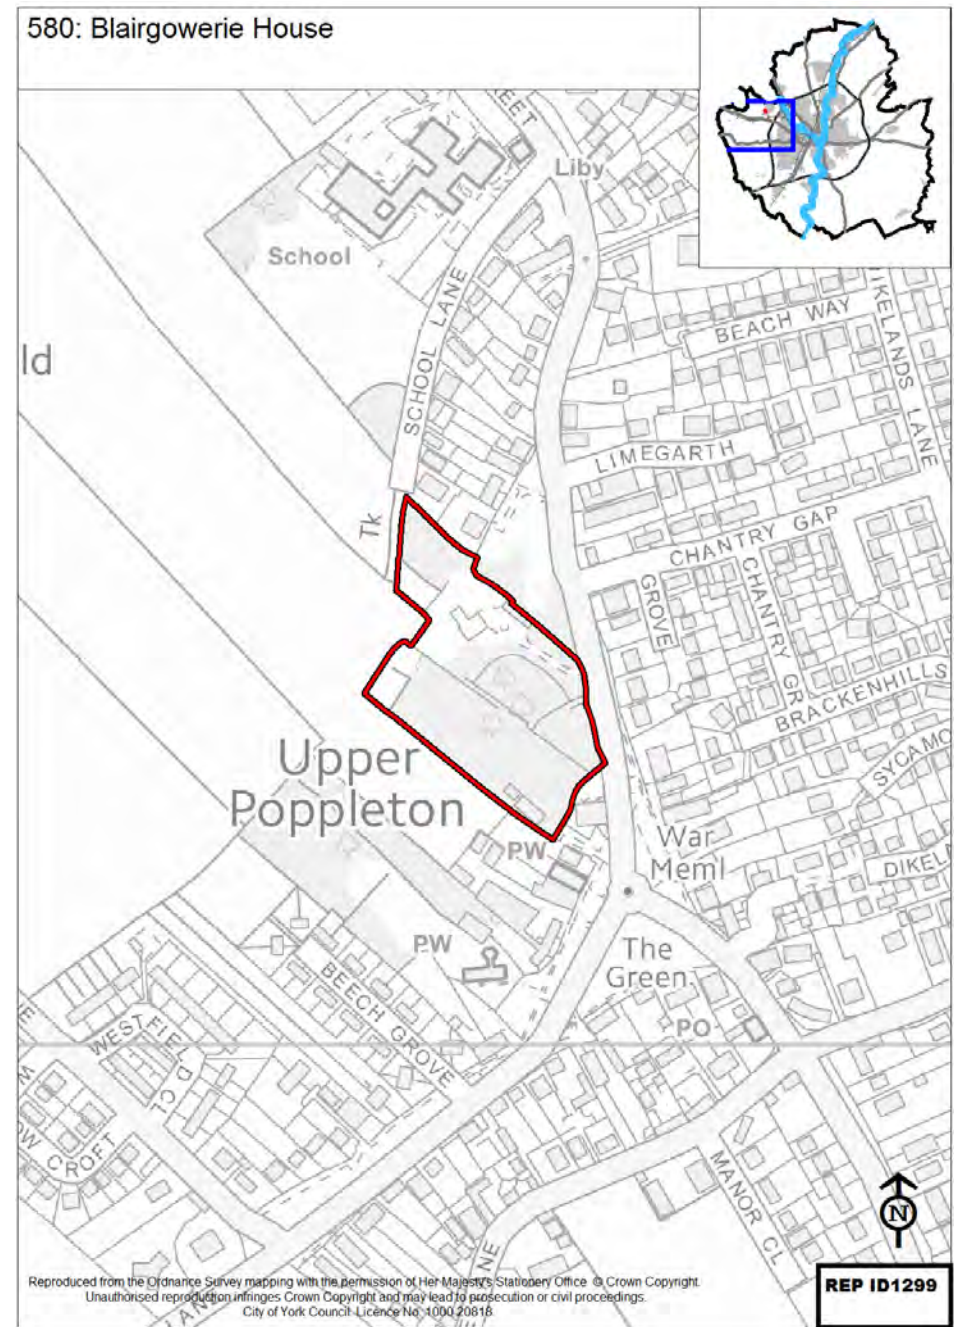 580: Blairgowerie House
REET
Liby
School
SCHOOL LANE
BEACH WAY
DIKELANDS LANE
ld
LIMEGARTH
Tk
CHANTRY GAP
GROVE
CHANTRY GR
BRACKENHILLS
SYCAMO
Upper
Poppleton
PW
War
Meml
DIKEL
PW
The
Green
BEECH GROVE
PO
WESTFIELD CL
OW CROFT
MANOR CL
N
LANE
NE
Reproduced from the Ordnance Survey mapping with the permission of Her Majesty's Stationery Office © Crown Copyright.
Unauthorised reproduction infringes Crown Copyright and may lead to prosecution or civil proceedings.
City of York Council. Licence No. 1000 20818
REP ID1299